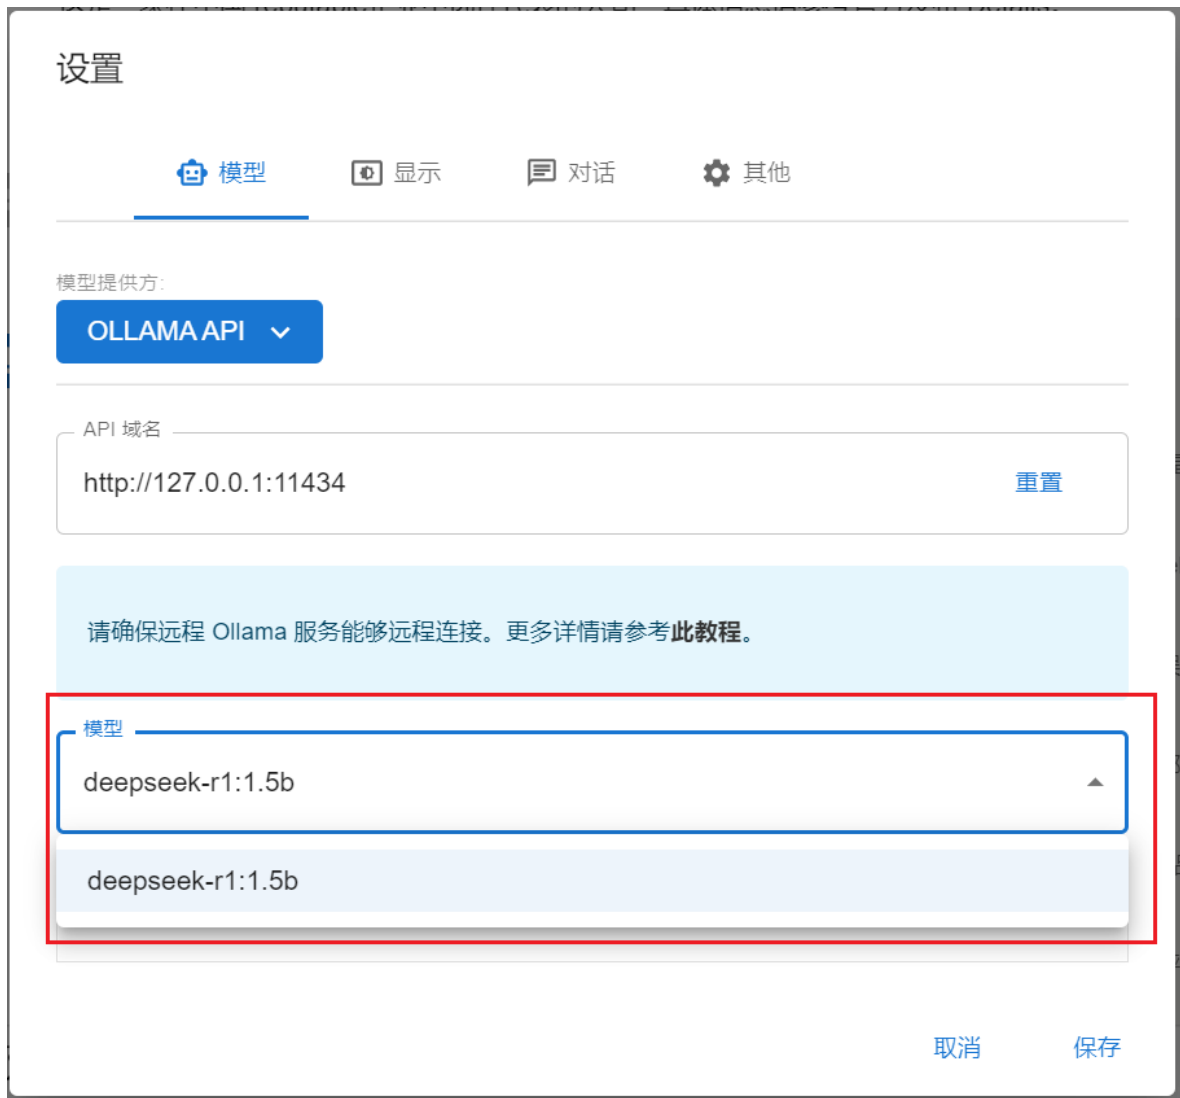 设置
模型
显示
对话
其他
模型提供方:
OLLAMA API
API 域名
http://127.0.0.1:11434
重置
请确保远程 Ollama 服务能够远程连接。更多详情请参考此教程。
模型
deepseek-r1:1.5b
deepseek-r1:1.5b
取消
保存